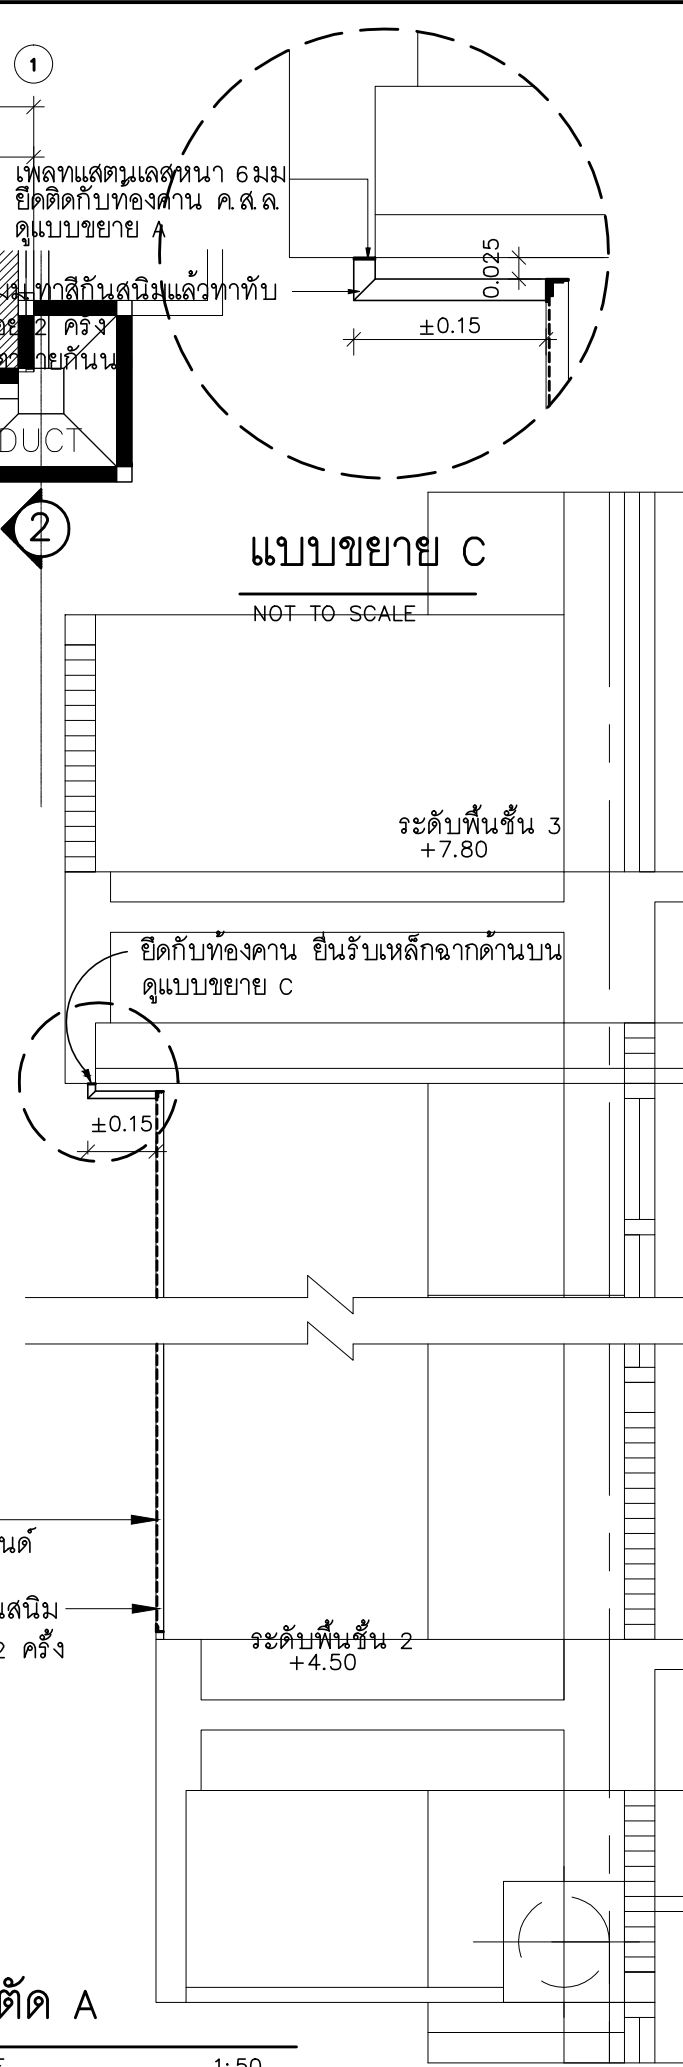 1
เพลทแสตนเลสหนา 6มม
ยึดติดกับท้องคาน ค.ส.ล.
ดูแบบขยาย A
มม.ทาสีกันสนิมแล้วทาทับ
2 ครั้ง
0.025
±0.15
DUCT
2
แบบขยาย C
NOT TO SCALE
ระดับพื้นชั้น 3
+7.80
ยึดกับท้องคาน ยื่นรับเหล็กฉากด้านบน
ดูแบบขยาย C
±0.15
นด์
นสนิม
2 ครั้ง
ระดับพื้นชั้น 2
+4.50
ตัด A
1:50